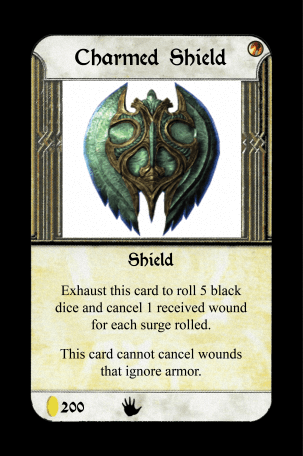 Charmed Shield
Shield
Exhaust this card to roll 5 black
dice and cancel 1 received wound
for each surge rolled.
This card cannot cancel wounds
that ignore armor.
200